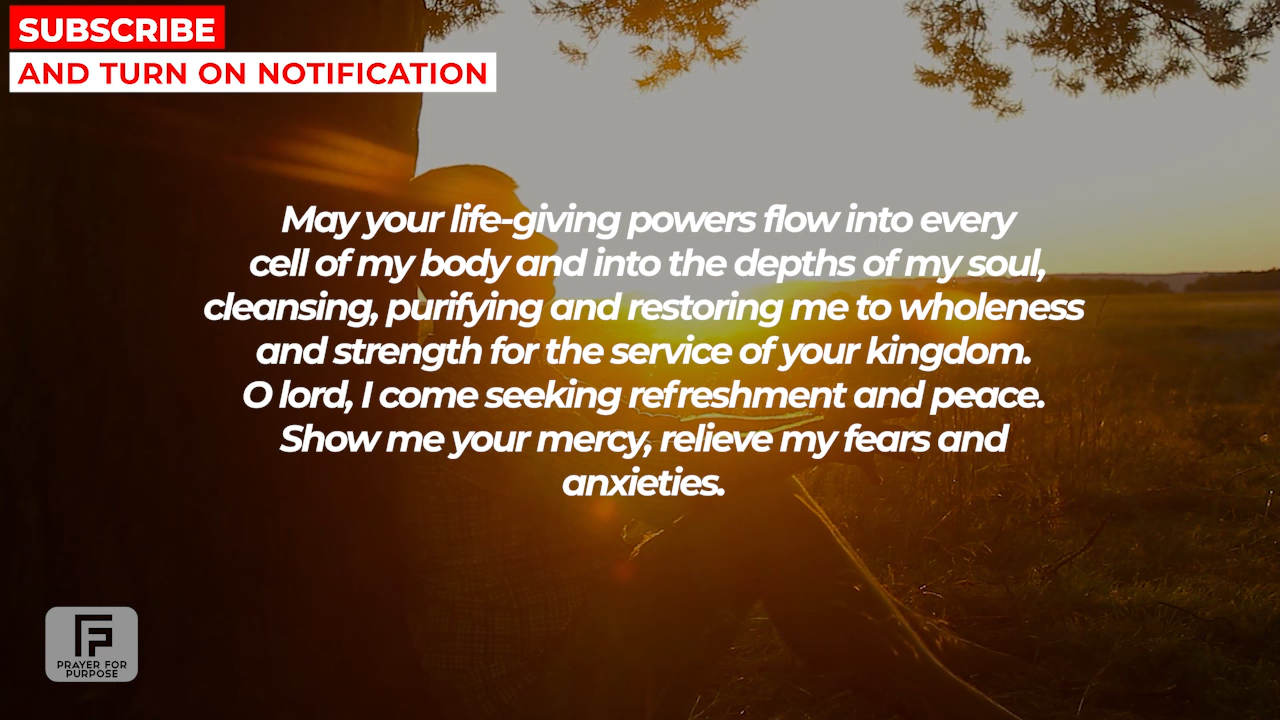 SUBSCRIBE
AND TURN ON NOTIFICATION
May your life-giving powers flow into every
cell of my body and into the depths of my soul,
cleansing, purifying and restoring me to wholeness
and strength for the service of your kingdom.
O lord, I come seeking refreshment and peace.
Show me your mercy, relieve my fears and
anxieties.
PRAYER FOR
PURPOSE